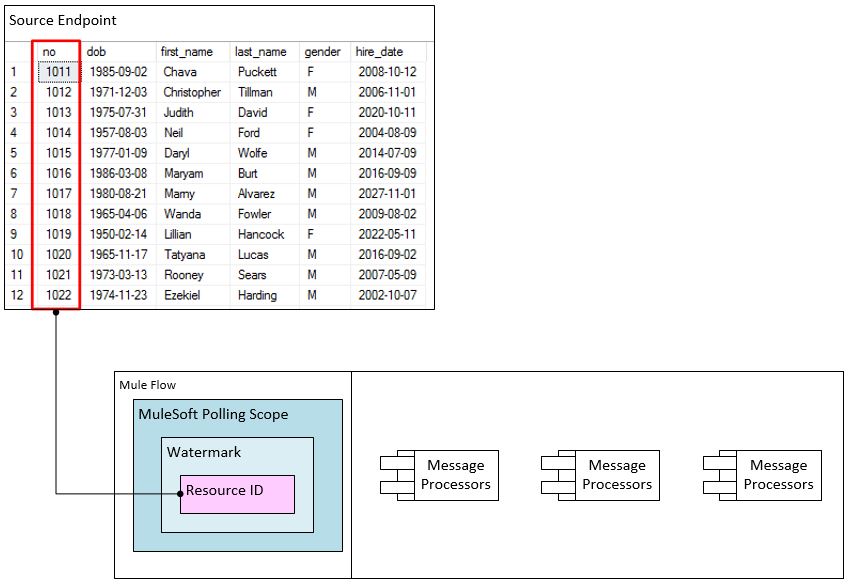 Source Endpoint
no dob first_name last_name gender hire_date
1 1011 1985-09-02 Chava Puckett F 2008-10-12
2 1012 1971-12-03 Christopher Tillman M 2006-11-01
3 1013 1975-07-31 Judith David F 2020-10-11
4 1014 1957-08-03 Neil Ford F 2004-08-09
5 1015 1977-01-09 Daryl Wolfe M 2014-07-09
6 1016 1986-03-08 Maryam Burt M 2016-09-09
7 1017 1980-08-21 Mamy Alvarez M 2027-11-01
8 1018 1965-04-06 Wanda Fowler M 2009-08-02
9 1019 1950-02-14 Lillian Hancock F 2022-05-11
10 1020 1965-11-17 Tatyana Lucas M 2016-09-02
11 1021 1973-03-13 Rooney Sears M 2007-05-09
12 1022 1974-11-23 Ezekiel Harding M 2002-10-07
Mule Flow
MuleSoft Polling Scope
Watermark
Resource ID
Message
Processors
Message
Processors
Message
Processors